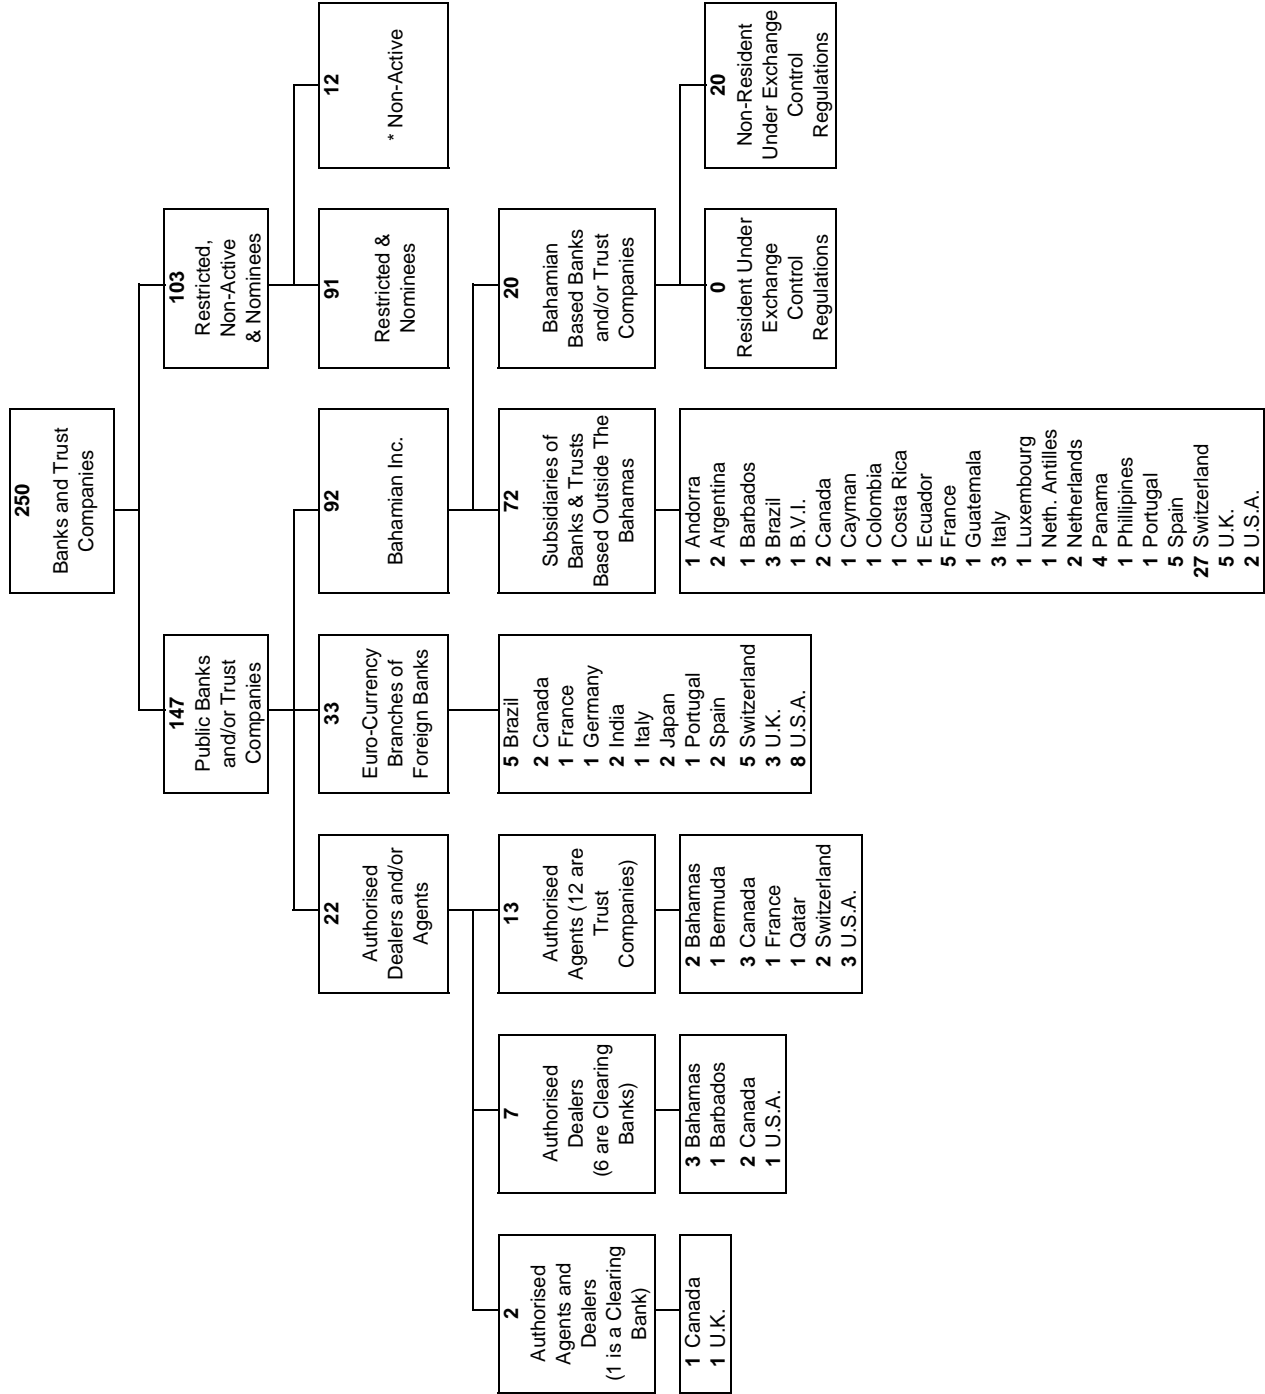 250
Banks and Trust
Companies
147
Public Banks
and/or Trust
Companies
103
Restricted,
Non-Active
& Nominees
22
Authorised
Dealers and/or
Agents
33
Euro-Currency
Branches of
Foreign Banks
92
Bahamian Inc.
91
Restricted &
Nominees
12
* Non-Active
2
Authorised
Agents and
Dealers
(1 is a Clearing
Bank)
7
Authorised
Dealers
(6 are Clearing
Banks)
13
Authorised
Agents (12 are
Trust
Companies)
5 Brazil
2 Canada
1 France
1 Germany
2 India
1 Italy
2 Japan
1 Portugal
2 Spain
5 Switzerland
3 U.K.
8 U.S.A.
72
Subsidiaries of
Banks & Trusts
Based Outside The
Bahamas
20
Bahamian
Based Banks
and/or Trust
Companies
1 Canada
1 U.K.
3 Bahamas
1 Barbados
2 Canada
1 U.S.A.
2 Bahamas
1 Bermuda
3 Canada
1 France
1 Qatar
2 Switzerland
3 U.S.A.
1 Andorra
2 Argentina
1 Barbados
3 Brazil
1 B.V.I.
2 Canada
1 Cayman
1 Colombia
1 Costa Rica
1 Ecuador
5 France
1 Guatemala
3 Italy
1 Luxembourg
1 Neth. Antilles
2 Netherlands
4 Panama
1 Phillipines
1 Portugal
5 Spain
27 Switzerland
5 U.K.
2 U.S.A.
0
Resident Under
Exchange
Control
Regulations
20
Non-Resident
Under Exchange
Control
Regulations